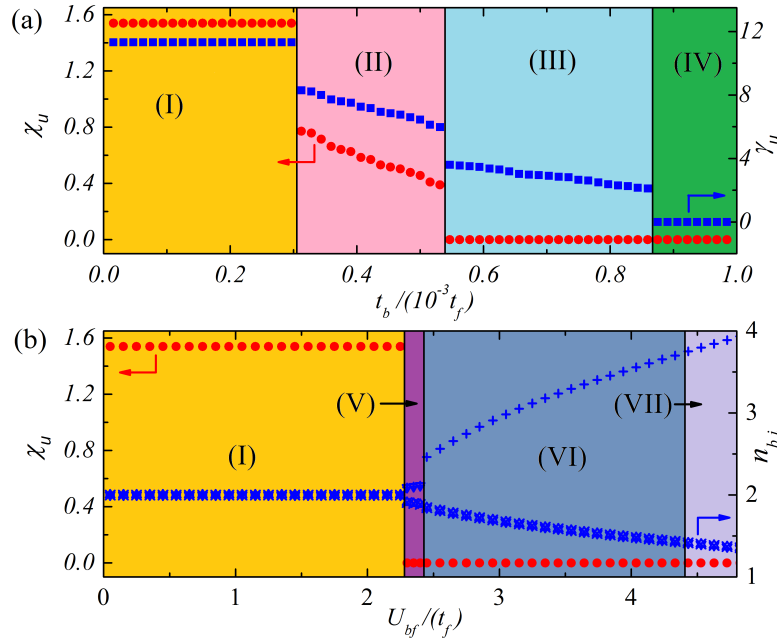 (a)
1.6
1.2
0.8
0.4
0.0
χu
(I)
(II)
(III)
(IV)
12
8
4
0
γu
0.0 0.2 0.4 0.6 0.8 1.0
tb/(10-3tf)
(b)
1.6
1.2
0.8
0.4
0.0
χu
(I)
(V)
(VI)
(VII)
4
3
2
1
nb,i
0 1 2 3 4
Ubf/(tf)